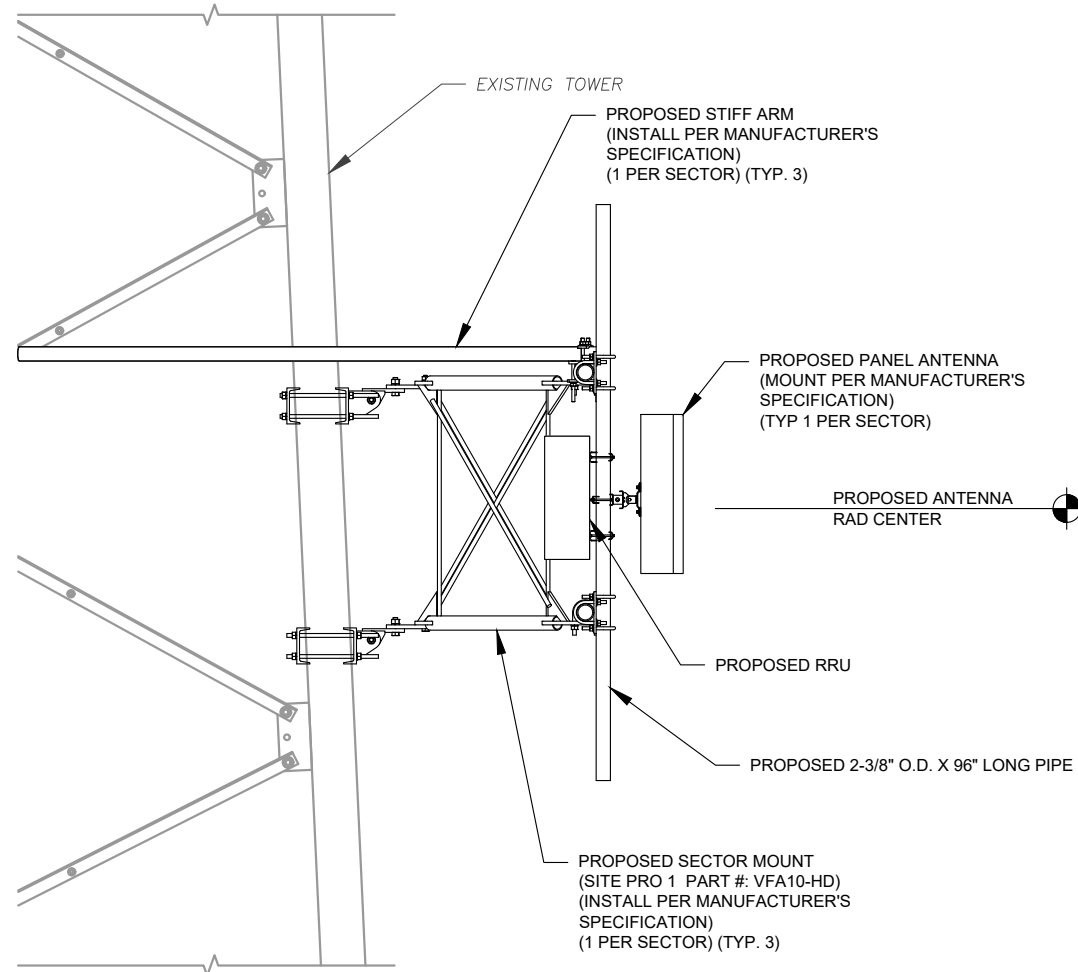 EXISTING TOWER
PROPOSED STIFF ARM
(INSTALL PER MANUFACTURER'S
SPECIFICATION)
(1 PER SECTOR) (TYP. 3)
PROPOSED PANEL ANTENNA
(MOUNT PER MANUFACTURER'S
SPECIFICATION)
(TYP 1 PER SECTOR)
PROPOSED ANTENNA
RAD CENTER
PROPOSED RRU
PROPOSED 2-3/8" O.D. X 96" LONG PIPE
PROPOSED SECTOR MOUNT
(SITE PRO 1 PART #: VFA10-HD)
(INSTALL PER MANUFACTURER'S
SPECIFICATION)
(1 PER SECTOR) (TYP. 3)